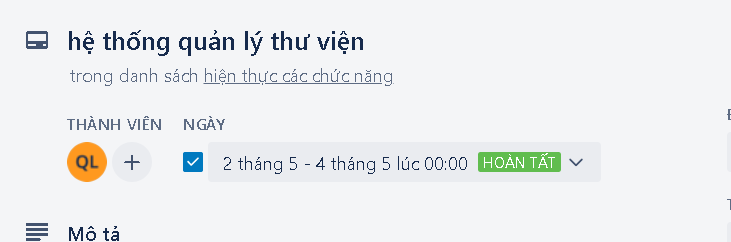 hệ thống quản lý thư viện
trong danh sách hiện thực các chức năng
THÀNH VIÊN NGÀY
QL + 2 tháng 5 - 4 tháng 5 lúc 00:00 HOÀN TẤT
Mô tả